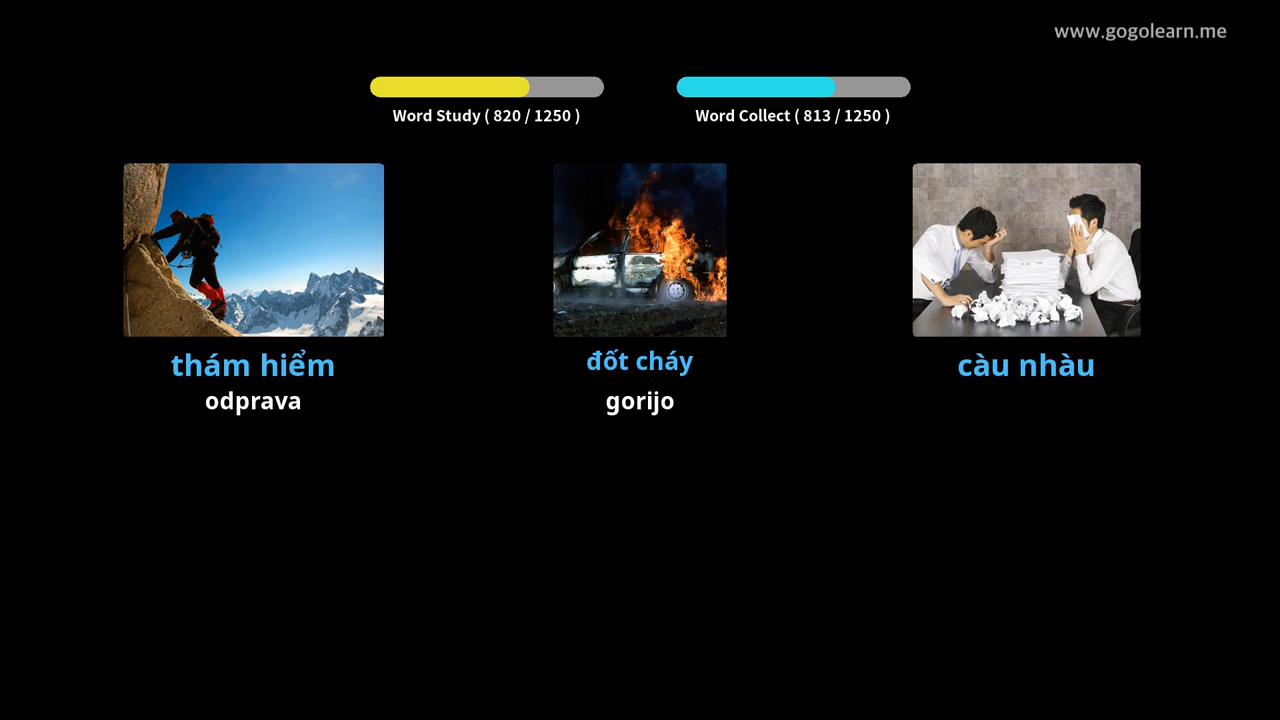 www.gogolearn.me
Word Study ( 820 / 1250 )
Word Collect ( 813 / 1250 )
thám hiểm
odprava
đốt cháy
gorijo
càu nhàu